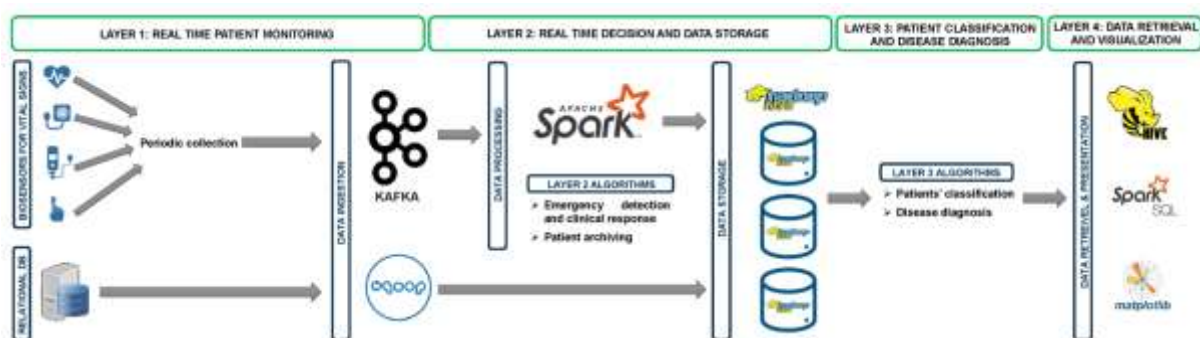 LAYER 1: REAL TIME PATIENT MONITORING
LAYER 2: REAL TIME DECISION AND DATA STORAGE
LAYER 3: PATIENT CLASSIFICATION
AND DISEASE DIAGNOSIS
LAYER 4: DATA RETRIEVAL
AND VISUALIZATION
BIOSENSORS FOR VITAL SIGNS
Periodic collection
RELATIONAL DB
DATA INGESTION
KAFKA
sqoop
DATA PROCESSING
APACHE
Spark
LAYER 2 ALGORITHMS
➢ Emergency detection
and clinical response
➢ Patient archiving
DATA STORAGE
LAYER 3 ALGORITHMS
➢ Patients' classification
➢ Disease diagnosis
DATA RETRIEVEL & PRESENTATION
HIVE
Spark
SQL
matplotlib